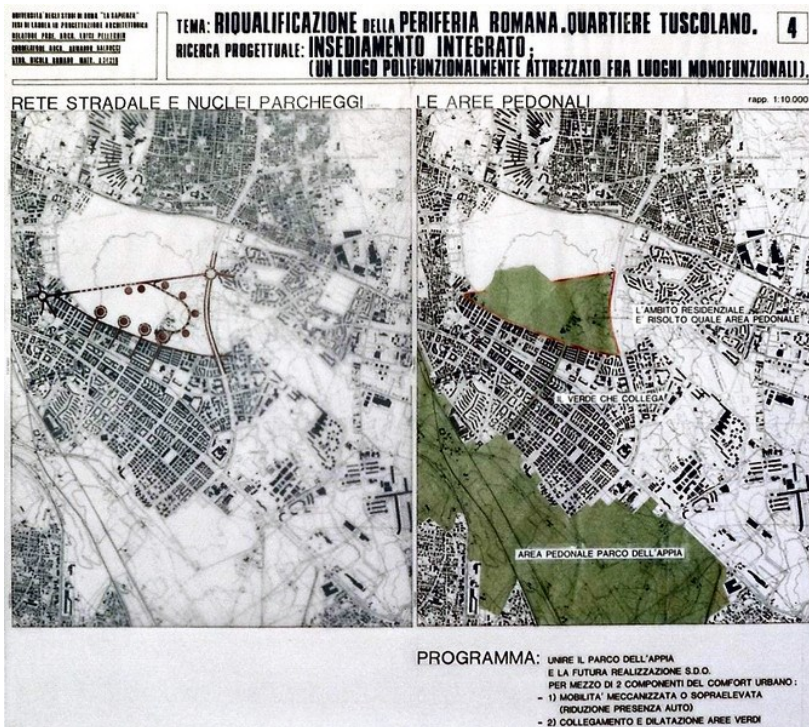 UNIVERSITA' DEGLI STUDI DI ROMA "LA SAPIENZA"
TESI DI LAUREA IN PROGETTAZIONE ARCHITETTONICA
RELATORE PROF. ARCH. LUIGI PELLEGRIN
CORRELATORE ARCH.
TEMA: RIQUALIFICAZIONE DELLA PERIFERIA ROMANA. QUARTIERE TUSCOLANO.
RICERCA PROGETTUALE: INSEDIAMENTO INTEGRATO;
(UN LUOGO POLIFUNZIONALMENTE ATTREZZATO FRA LUOGHI MONOFUNZIONALI).
4
RETE STRADALE E NUCLEI PARCHEGGI
LE AREE PEDONALI
rapp. 1:10.000
L'AMBITO RESIDENZIALE
E' RISOLTO QUALE AREA PEDONALE
IL VERDE CHE COLLEGA
AREA PEDONALE PARCO DELL'APPIA
PROGRAMMA: UNIRE IL PARCO DELL'APPIA
E LA FUTURA REALIZZAZIONE S.D.O.
PER MEZZO DI 2 COMPONENTI DEL COMFORT URBANO:
- 1) MOBILITA' MECCANIZZATA O SOPRAELEVATA
(RIDUZIONE PRESENZA AUTO)
- 2) COLLEGAMENTO E DILATAZIONE AREE VERDI